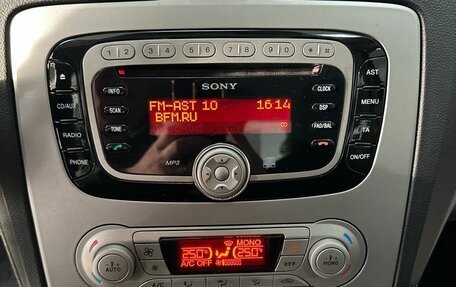 1 2 3 4 5 6 7 8 9 0 * #
SONY
INFO
CLOCK
AST
CD/AUX
SCAN
FM-AST 10 16:14
BFM.RU
DSP
MENU
RADIO
TONE
FAD/BAL
TA
PHONE
MP3
ON/OFF
MONO
25.0° 25.0°
A/C OFF
AUTO
MONO
A/C
OFF